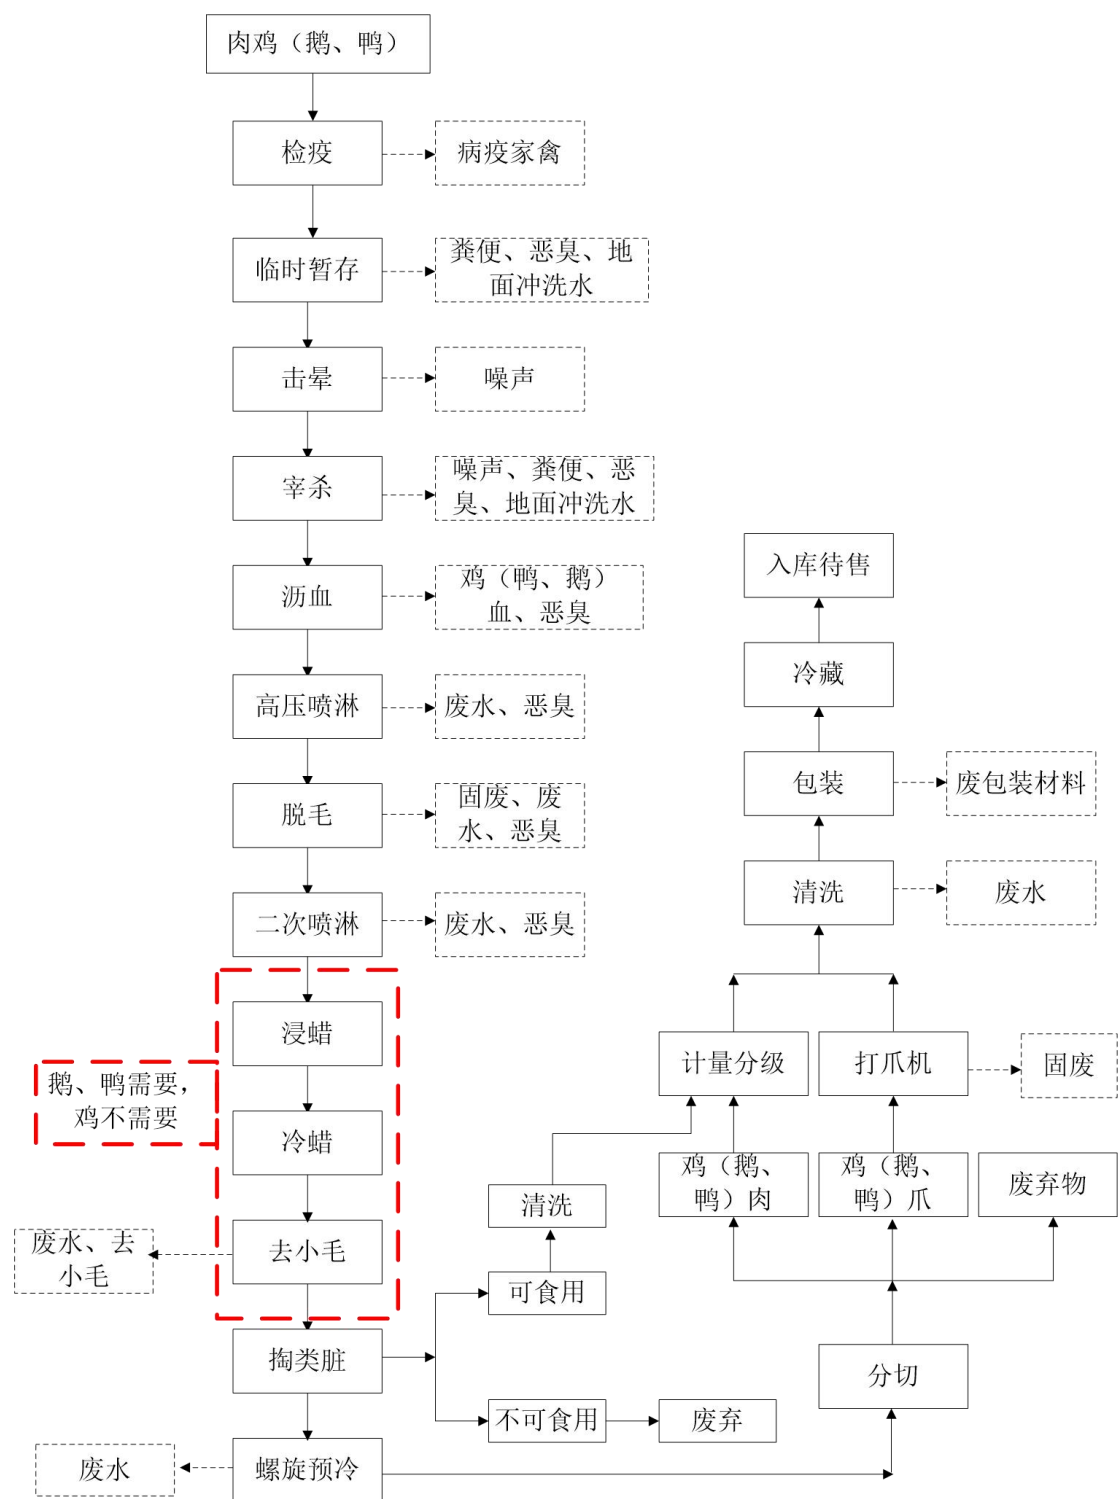 肉鸡（鹅、鸭）
检疫
病疫家禽
临时暂存
粪便、恶臭、地
面冲洗水
击晕
噪声
宰杀
噪声、粪便、恶
臭、地面冲洗水
沥血
鸡（鸭、鹅）
血、恶臭
高压喷淋
废水、恶臭
脱毛
固废、废
水、恶臭
二次喷淋
废水、恶臭
浸蜡
鹅、鸭需要，
鸡不需要
冷蜡
去小毛
废水、去
小毛
掏类脏
可食用
清洗
不可食用
废弃
螺旋预冷
废水
分切
鸡（鹅、
鸭）肉
鸡（鹅、
鸭）爪
废弃物
计量分级
打爪机
固废
清洗
废水
包装
废包装材料
冷藏
入库待售